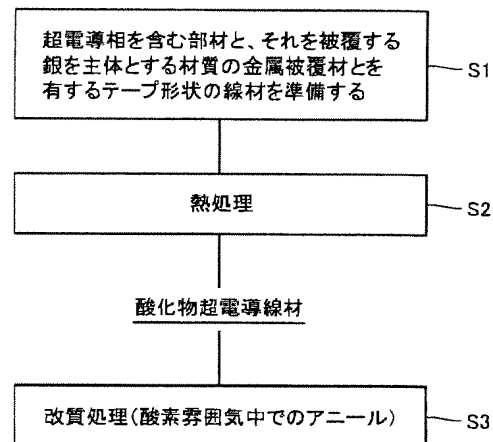 超電導相を含む部材と、それを被覆する
銀を主体とする材質の金属被覆材とを
有するテープ形状の線材を準備する
S1
熱処理
S2
酸化物超電導線材
改質処理(酸素雰囲気中でのアニール)
S3